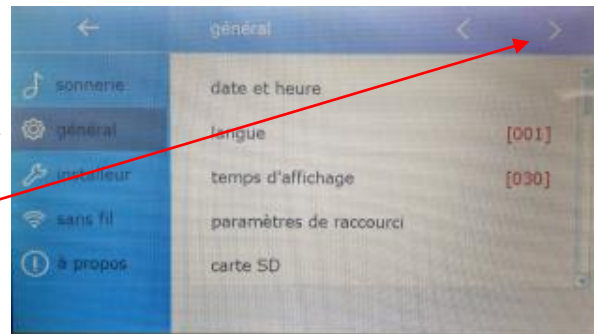 général
sonnerie
général
installeur
sans fil
à propos
date et heure
langue [001]
temps d'affichage [030]
paramètres de raccourci
carte SD